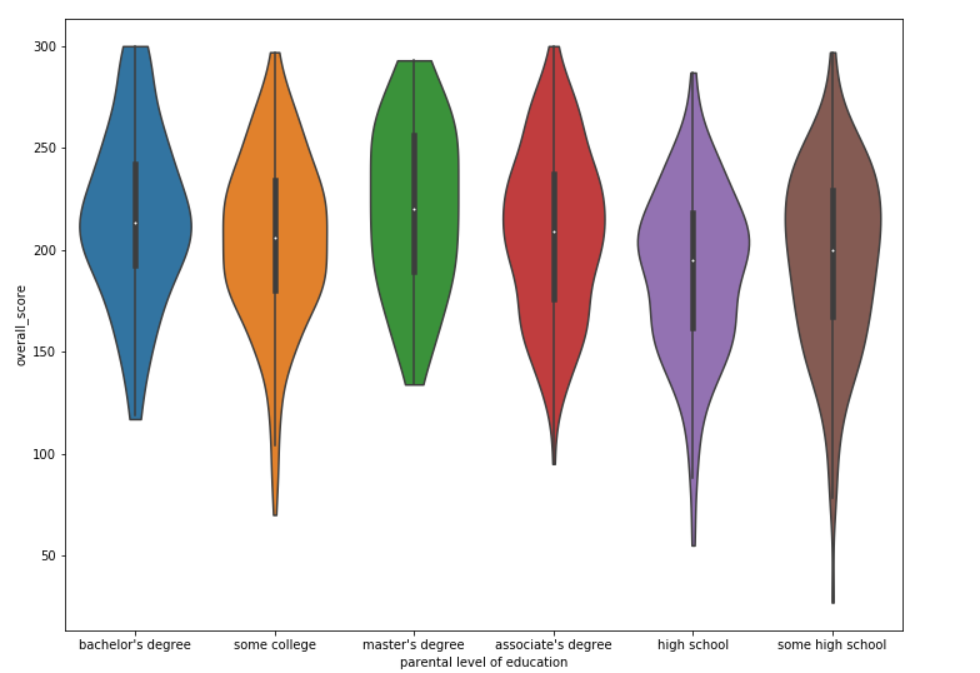 300
250
200
150
100
50
overall_score
bachelor's degree some college master's degree associate's degree high school some high school
parental level of education